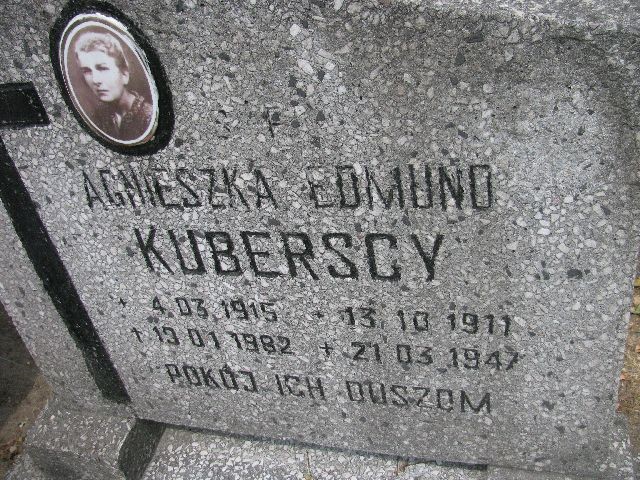 Ś P
AGNIESZKA EDMUND
KUBERSCY
* 4.03.1915 * 13 10 1911
+ 19 01 1982 + 21 03 1947
POKÓJ ICH DUSZOM